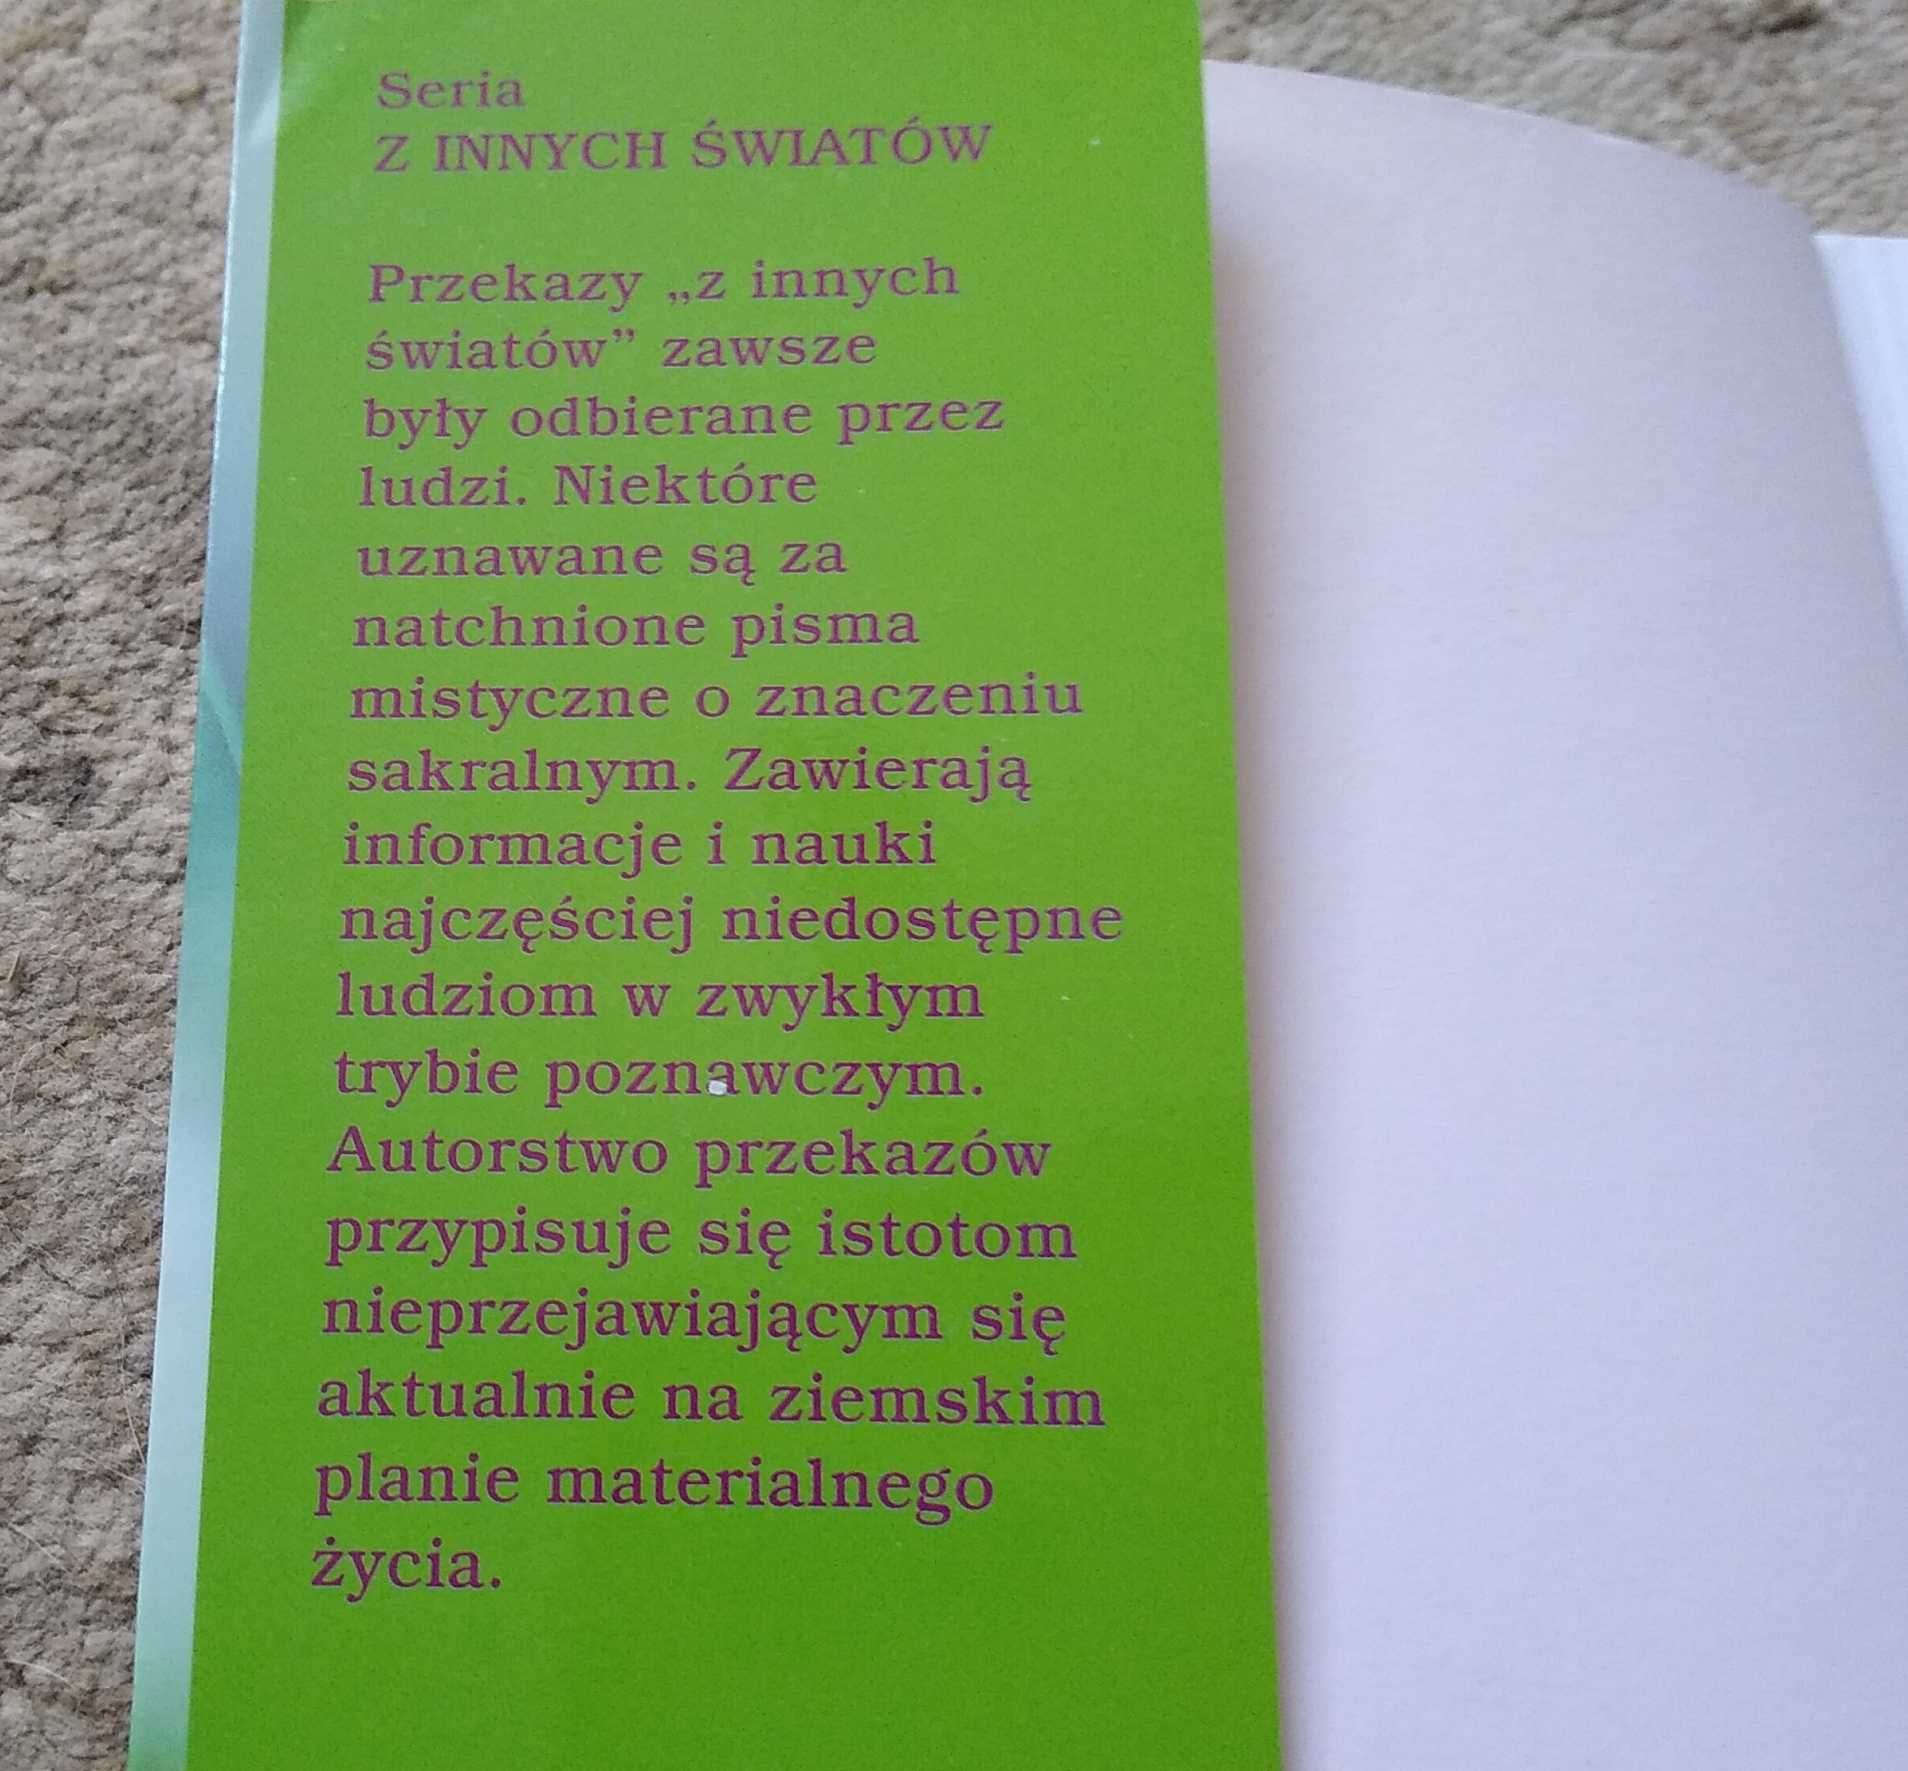 Seria
Z INNYCH ŚWIATÓW
Przekazy „z innych
światów” zawsze
były odbierane przez
ludzi. Niektóre
uznawane są za
natchnione pisma
mistyczne o znaczeniu
sakralnym. Zawierają
informacje i nauki
najczęściej niedostępne
ludziom w zwykłym
trybie poznawczym.
Autorstwo przekazów
przypisuje się istotom
nieprzejawiającym się
aktualnie na ziemskim
planie materialnego
życia.